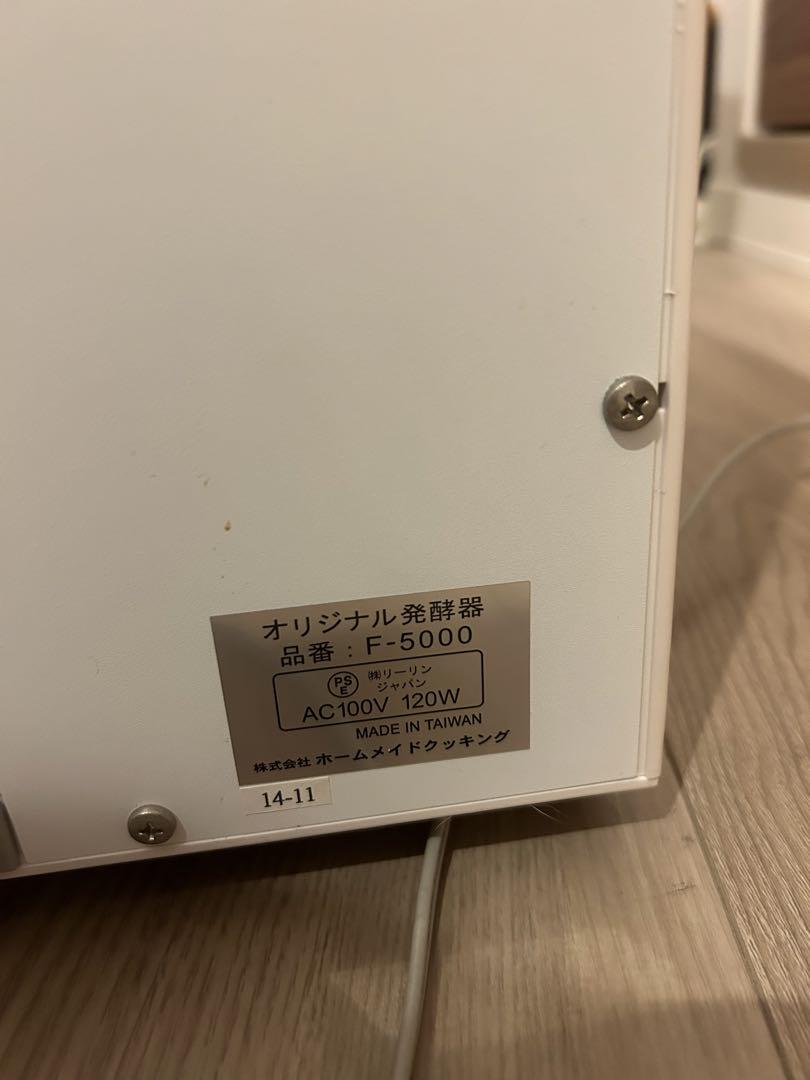 オリジナル発酵器
品番：F-5000
PSE ㈱リーリン
ジャパン
AC100V 120W
MADE IN TAIWAN
株式会社 ホームメイドクッキング
14-11